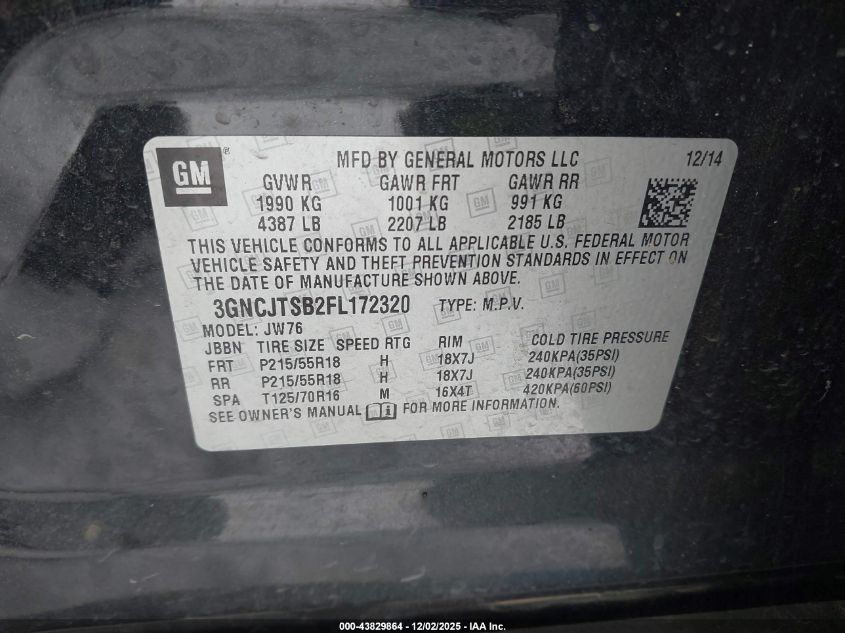 GM ® MFD BY GENERAL MOTORS LLC 12/14
GVWR GAWR FRT GAWR RR
1990 KG 1001 KG 991 KG
4387 LB 2207 LB 2185 LB
THIS VEHICLE CONFORMS TO ALL APPLICABLE U.S. FEDERAL MOTOR
VEHICLE SAFETY AND THEFT PREVENTION STANDARDS IN EFFECT ON
THE DATE OF MANUFACTURE SHOWN ABOVE.
3GNCJTSB2FL172320 TYPE: M.P.V.
MODEL: JW76
JBBN TIRE SIZE SPEED RTG RIM COLD TIRE PRESSURE
FRT P215/55R18 H 18X7J 240KPA(35PSI)
RR P215/55R18 H 18X7J 240KPA(35PSI)
SPA T125/70R16 M 16X4T 420KPA(60PSI)
SEE OWNER'S MANUAL FOR MORE INFORMATION.
000-43829864 - 12/02/2025 - IAA Inc.